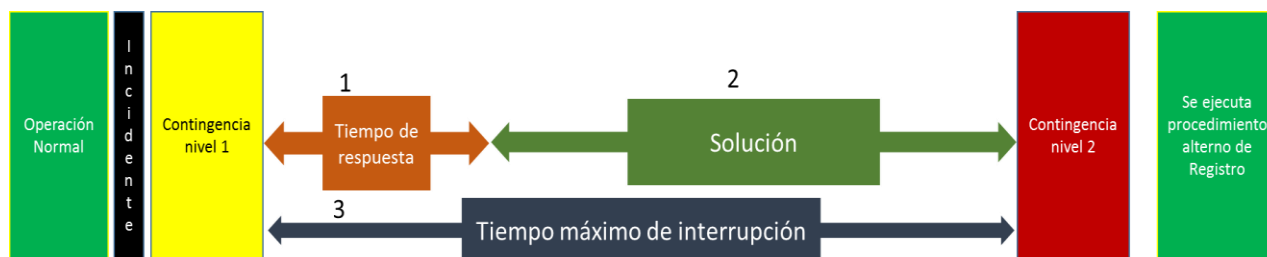 Operación
Normal
Incidente
Contingencia
nivel 1
1
Tiempo de
respuesta
2
Solución
3
Tiempo máximo de interrupción
Contingencia
nivel 2
Se ejecuta
procedimiento
alterno de
Registro